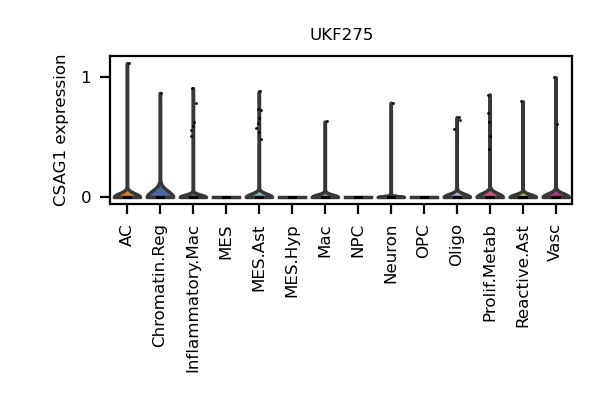 UKF275
CSAG1 expression
1
0
AC
Chromatin.Reg
Inflammatory.Mac
MES
MES.Ast
MES.Hyp
Mac
NPC
Neuron
OPC
Oligo
Prolif.Metab
Reactive.Ast
Vasc